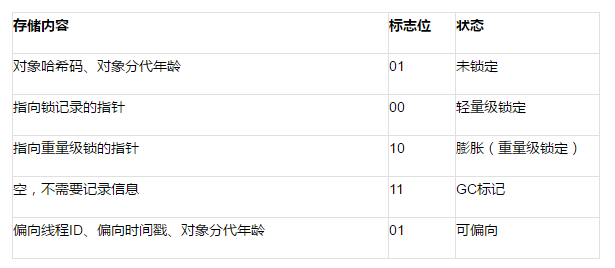 存储内容 标志位 状态
对象哈希码、对象分代年龄 01 未锁定
指向锁记录的指针 00 轻量级锁定
指向重量级锁的指针 10 膨胀（重量级锁定）
空，不需要记录信息 11 GC标记
偏向线程ID、偏向时间戳、对象分代年龄 01 可偏向